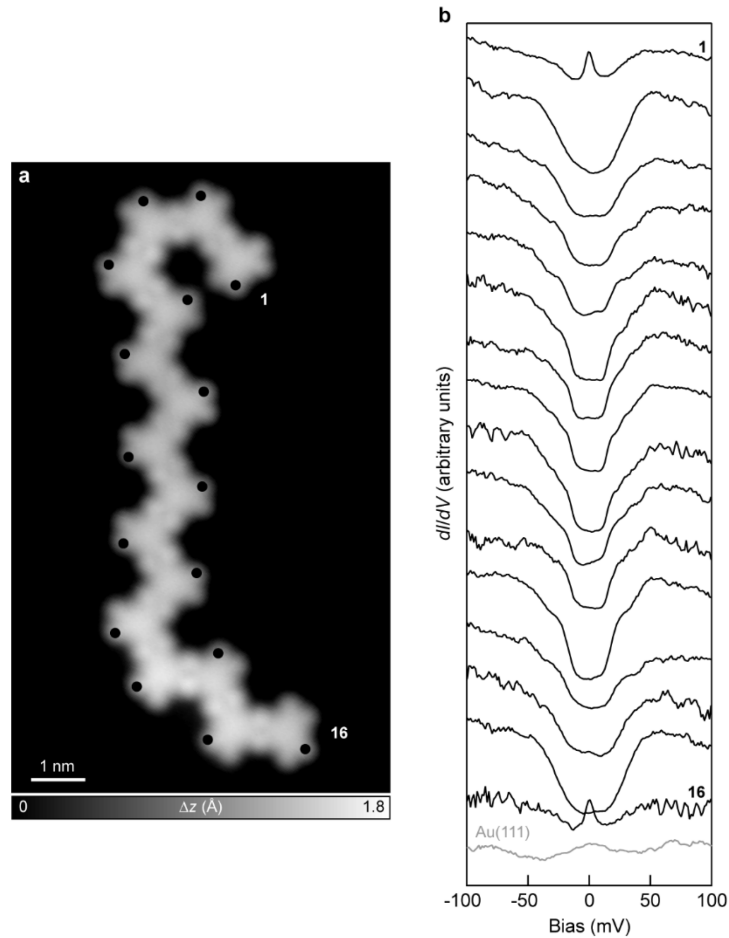 a
1
16
1 nm
0 Δz (Å) 1.8
b
1
16
Au(111)
dI/dV (arbitrary units)
-100 -50 0 50 100
Bias (mV)